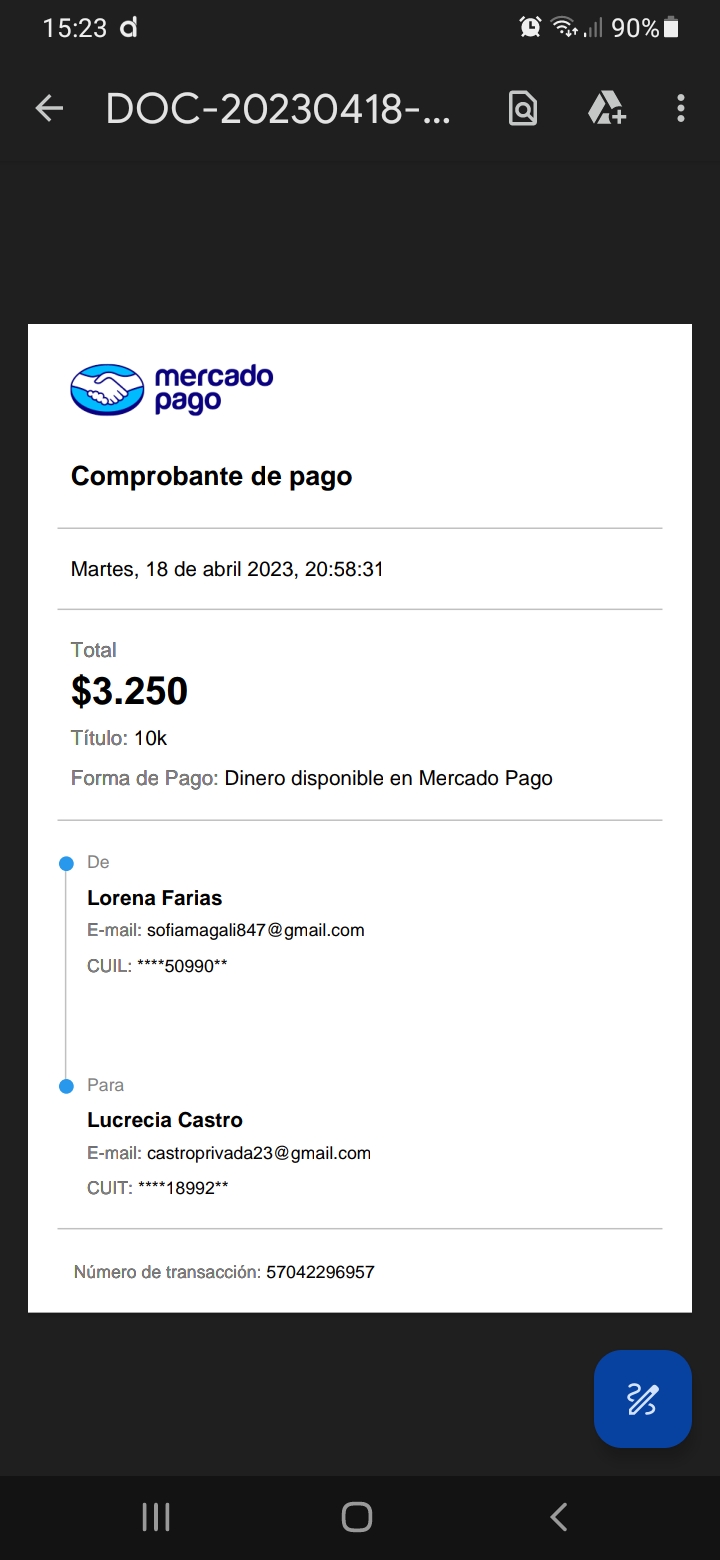 15:23 d 90%
DOC-20230418-...
mercado
pago
Comprobante de pago
Martes, 18 de abril 2023, 20:58:31
Total
$3.250
Título: 10k
Forma de Pago: Dinero disponible en Mercado Pago
De
Lorena Farias
E-mail: sofiamagali847@gmail.com
CUIL: ****50990**
Para
Lucrecia Castro
E-mail: castroprivada23@gmail.com
CUIT: ****18992**
Número de transacción: 57042296957